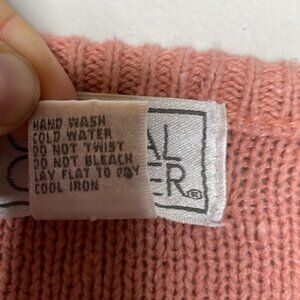 HAND WASH
COLD WATER
DO NOT TWIST
DO NOT BLEACH
LAY FLAT TO DRY
COOL IRON
®